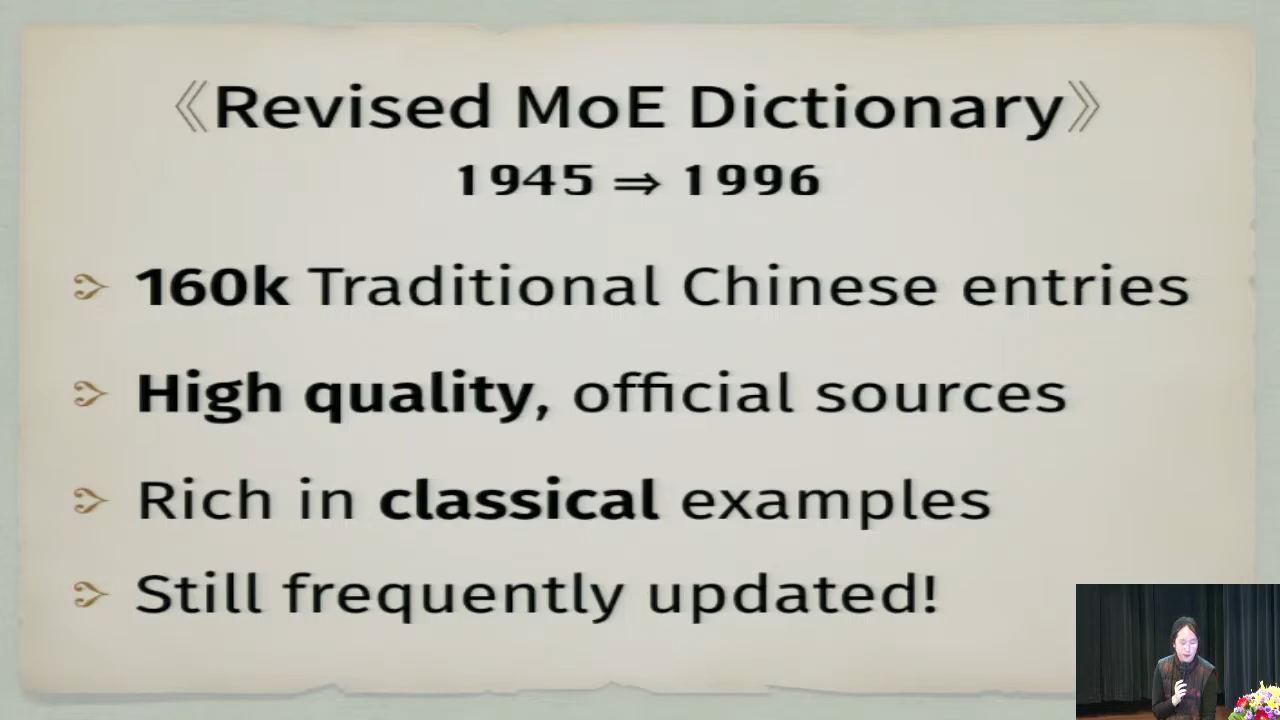 《Revised MoE Dictionary》
1945 ⇒ 1996
160k Traditional Chinese entries
High quality, official sources
Rich in classical examples
Still frequently updated!